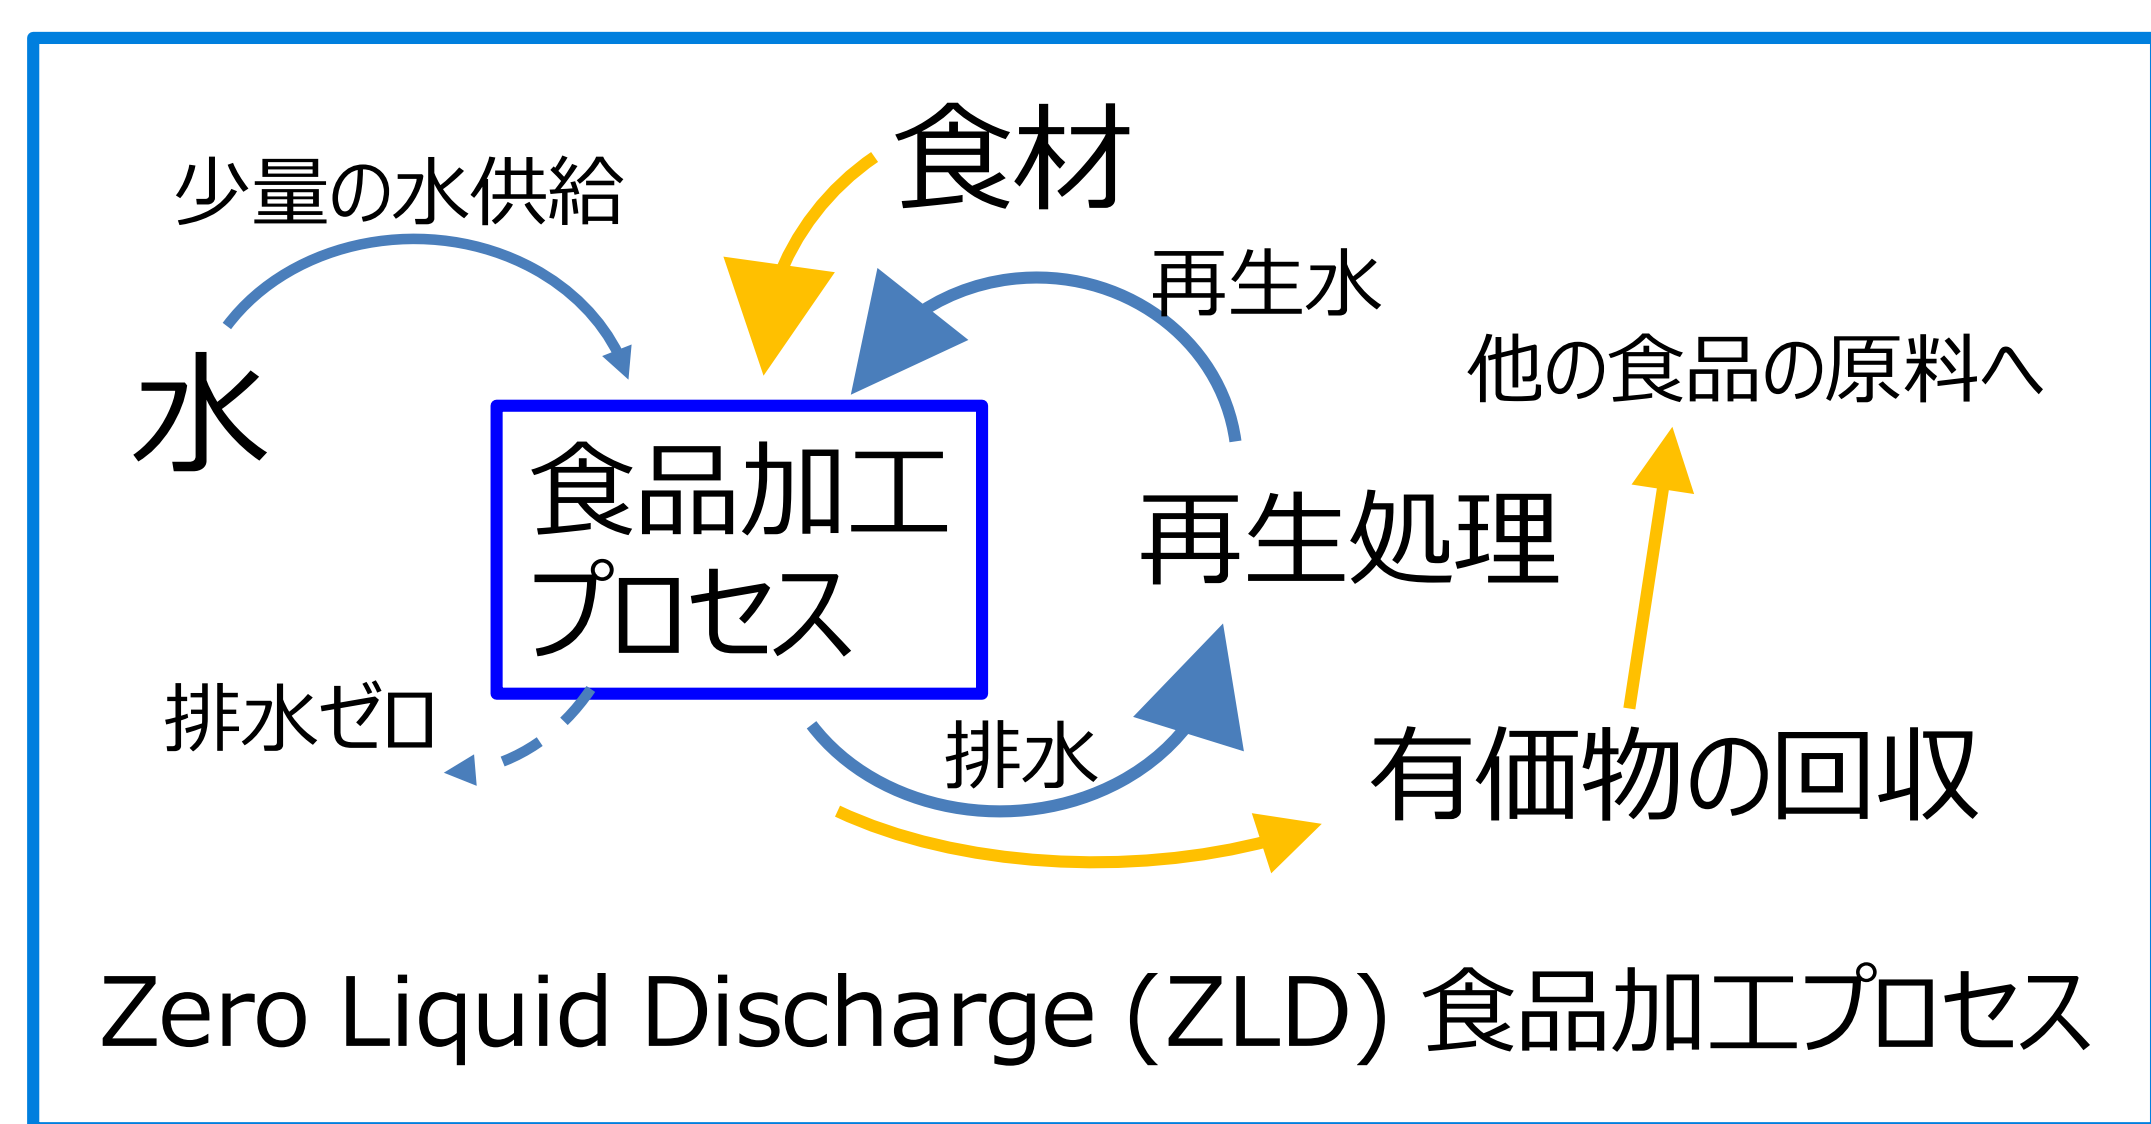 食材
少量の水供給
再生水
他の食品の原料へ
水
食品加工
プロセス
再生処理
排水ゼロ
排水
有価物の回収
Zero Liquid Discharge (ZLD) 食品加工プロセス